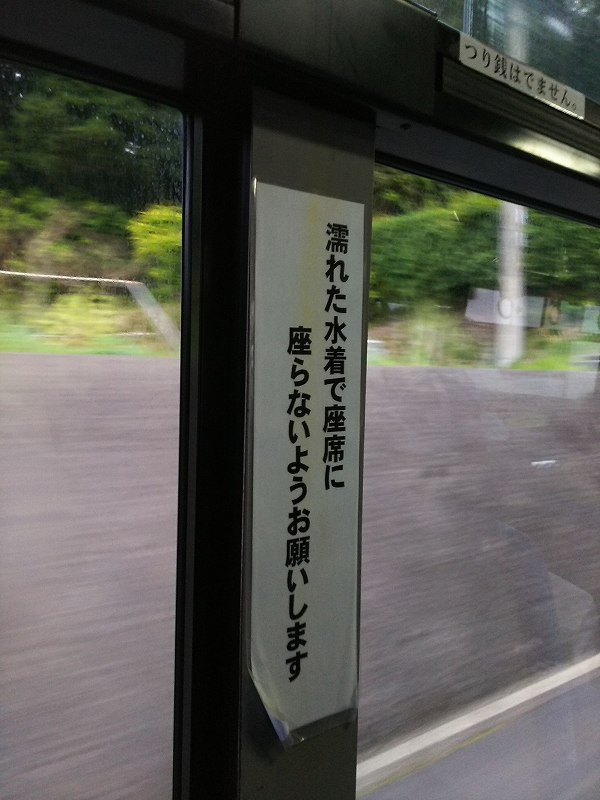 つり銭はでません。
濡れた水着で座席に
座らないようお願いします